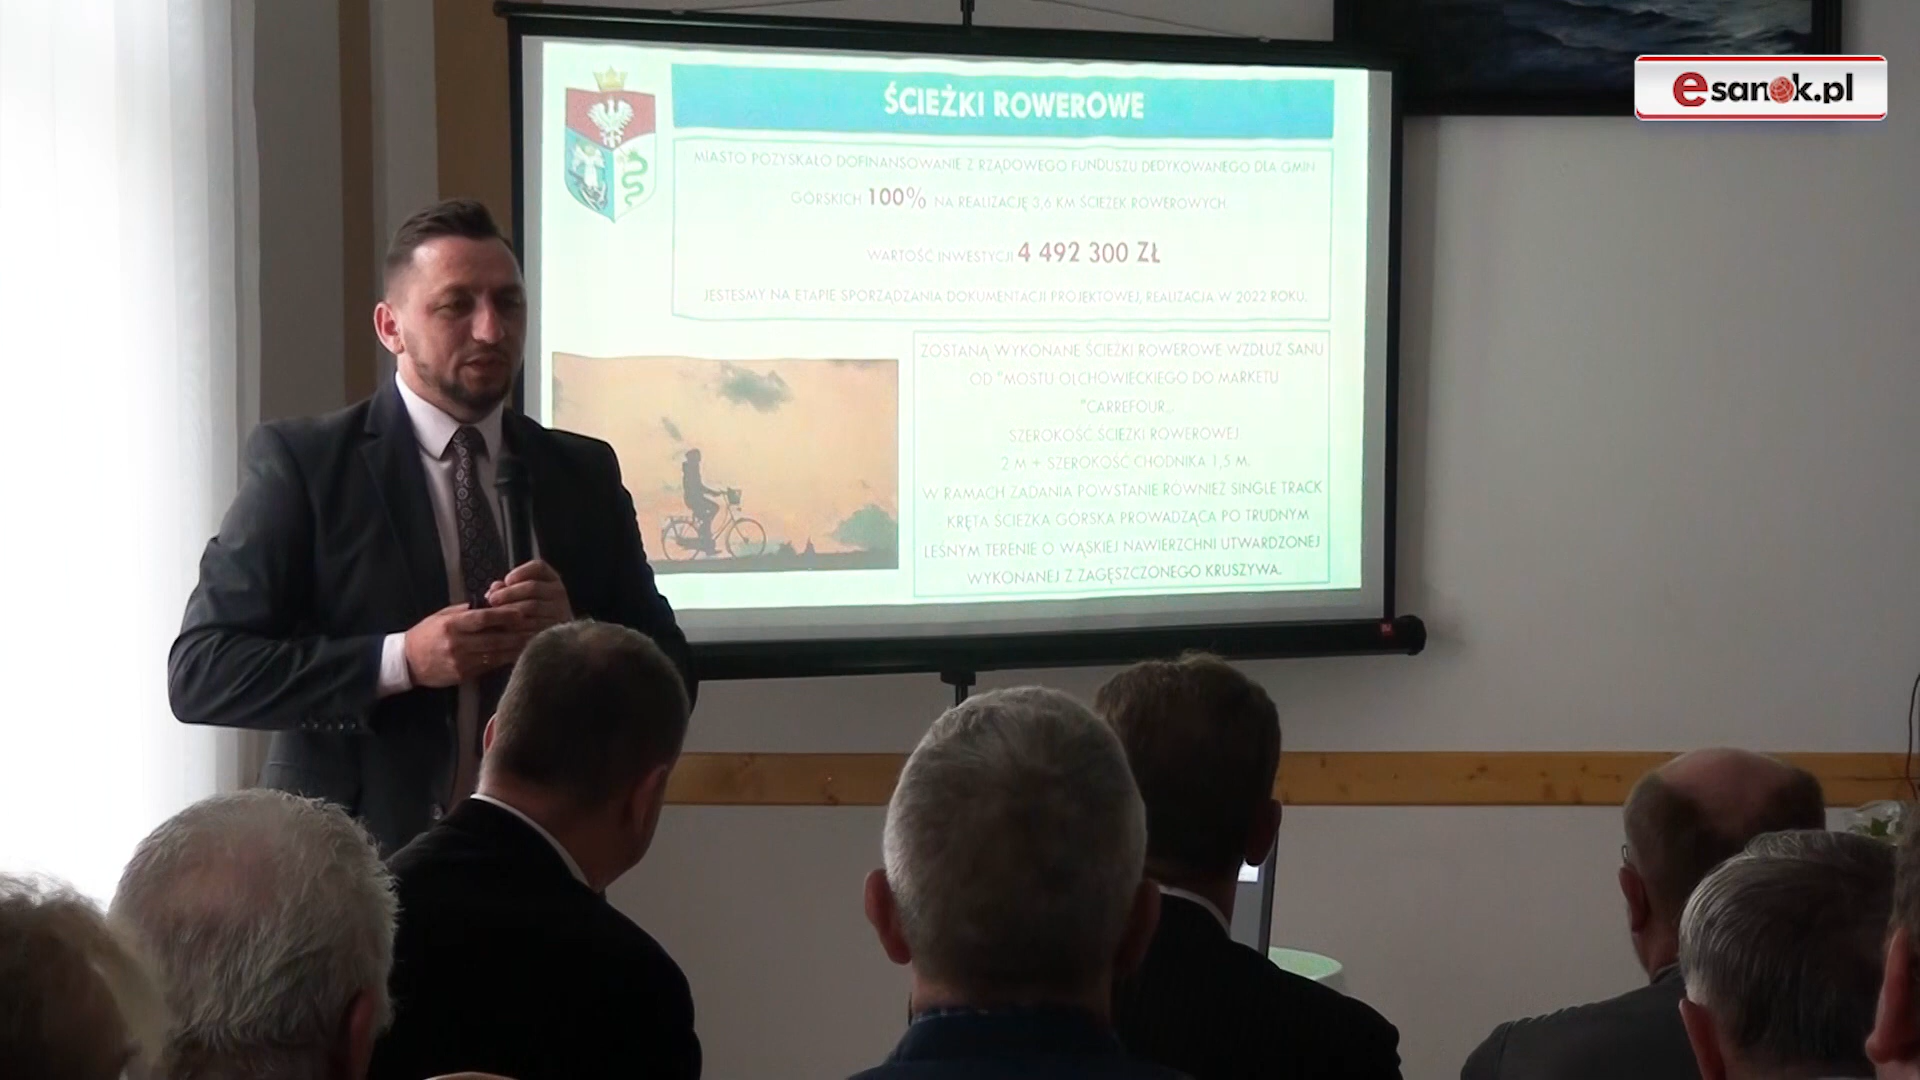 esanok.pl
ŚCIEŻKI ROWEROWE
MIASTO POZYSKAŁO DOFINANSOWANIE Z RZĄDOWEGO FUNDUSZU DEDYKOWANEGO DLA GMIN
GÓRSKICH 100% NA REALIZACJĘ 3,6 KM ŚCIEŻEK ROWEROWYCH
WARTOŚĆ INWESTYCJI 4 492 300 ZŁ
JESTEŚMY NA ETAPIE SPORZĄDZANIA DOKUMENTACJI PROJEKTOWEJ, REALIZACJA W 2022 ROKU.
ZOSTANĄ WYKONANE ŚCIEŻKI ROWEROWE WZDŁUŻ SANU
OD "MOSTU OLCHOWIECKIEGO DO MARKETU
"CARREFOUR„.
SZEROKOŚĆ ŚCIEŻKI ROWEROWEJ
2 M + SZEROKOŚĆ CHODNIKA 1,5 M.
W RAMACH ZADANIA POWSTANIE RÓWNIEŻ SINGLE TRACK
- KRĘTA ŚCIEŻKA GÓRSKA PROWADZĄCA PO TRUDNYM
LEŚNYM TERENIE O WĄSKIEJ NAWIERZCHNI UTWARDZONEJ
WYKONANEJ Z ZAGĘSZCZONEGO KRUSZYWA.